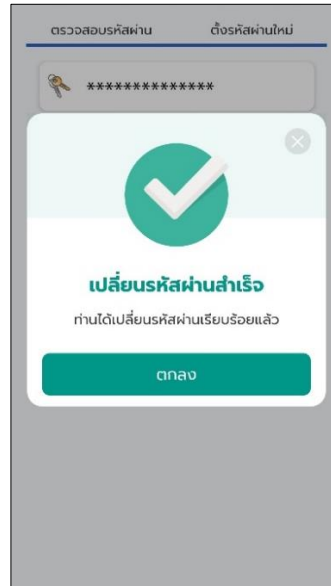 ตรวจสอบรหัสผ่าน ตั้งรหัสผ่านใหม่
**************
เปลี่ยนรหัสผ่านสำเร็จ
ท่านได้เปลี่ยนรหัสผ่านเรียบร้อยแล้ว
ตกลง